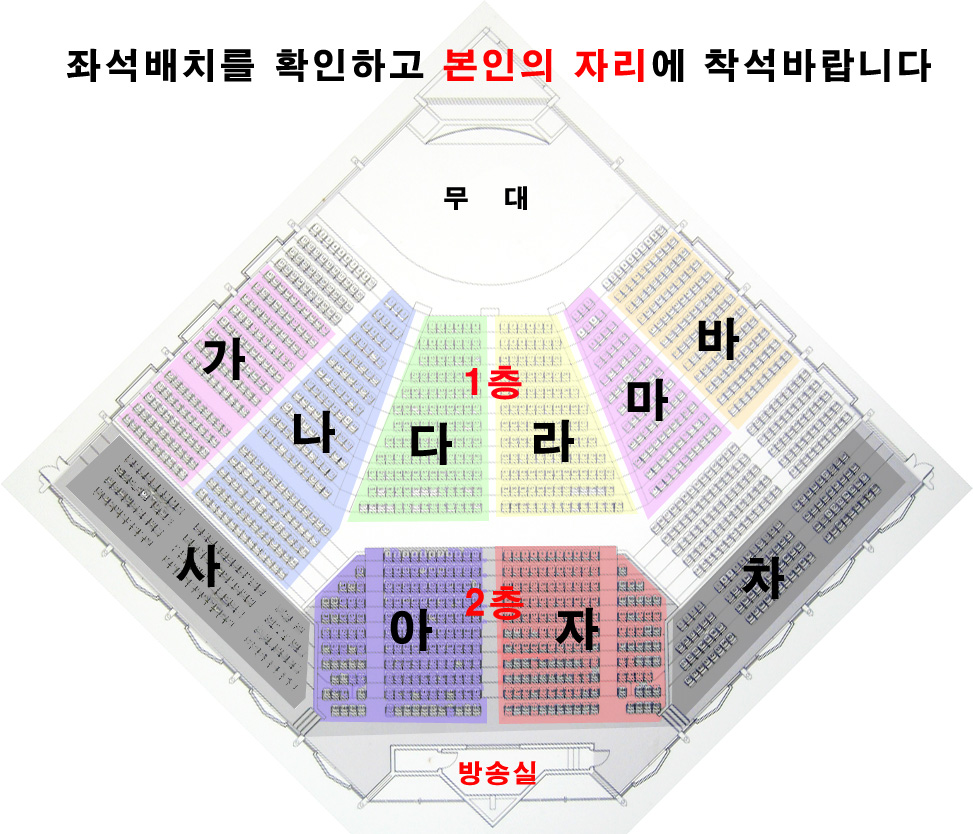 좌석배치를 확인하고 본인의 자리에 착석바랍니다
무 대
가
바
1층
마
나
다
라
사
차
2층
아
자
방송실